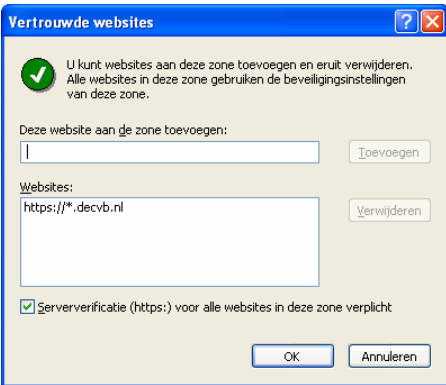 Vertrouwde websites
U kunt websites aan deze zone toevoegen en eruit verwijderen.
Alle websites in deze zone gebruiken de beveiligingsinstellingen
van deze zone.
Deze website aan de zone toevoegen:
Toevoegen
Websites:
https://*.decvb.nl
Verwijderen
Serververificatie (https:) voor alle websites in deze zone verplicht
OK
Annuleren